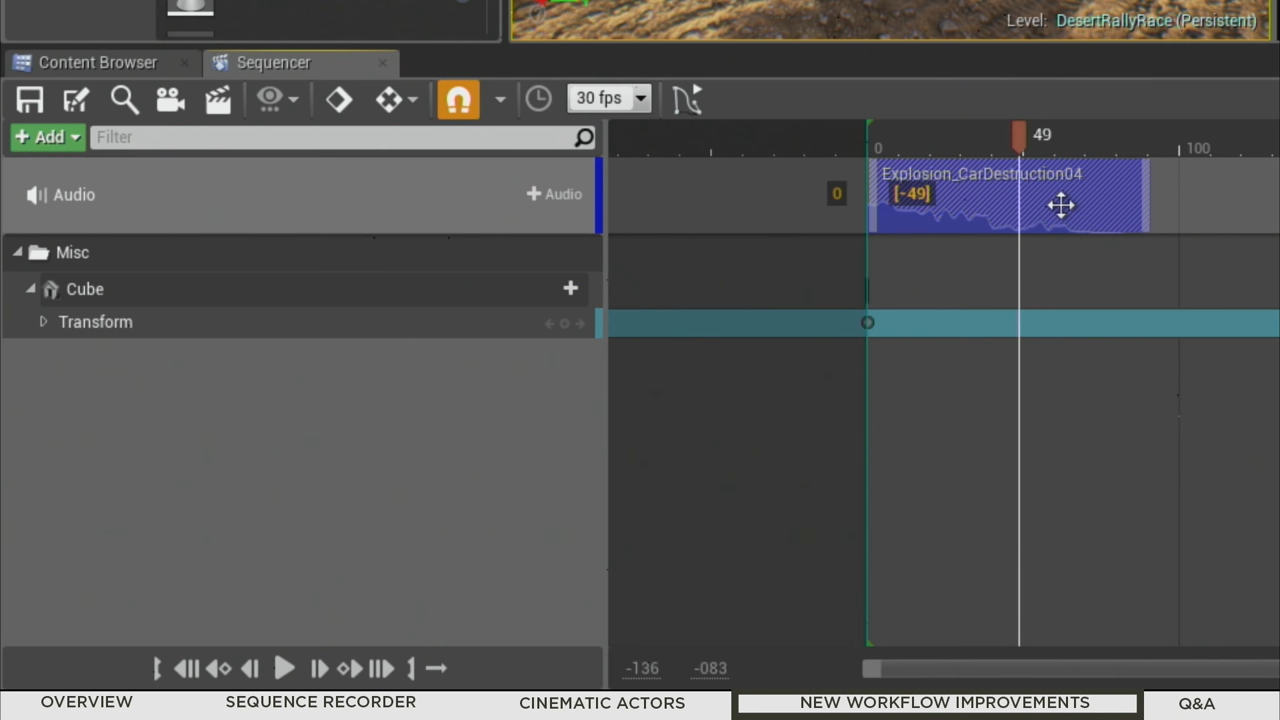 Level: DesertRallyRace (Persistent)
Content Browser
Sequencer
30 fps
Add
Filter
49
0
100
Audio
Audio
Explosion_CarDestruction04
0
[-49]
Misc
Cube
Transform
-136
-083
OVERVIEW
SEQUENCE RECORDER
CINEMATIC ACTORS
NEW WORKFLOW IMPROVEMENTS
Q&A